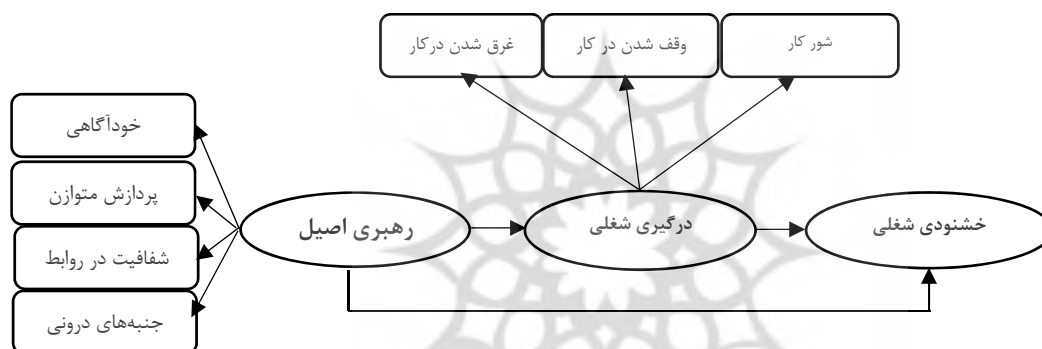 شور کار
وقف شدن در کار
غرق شدن درکار
خودآگاهی
پردازش متوازن
شفافیت در روابط
جنبه‌های درونی
رهبری اصیل
درگیری شغلی
خشنودی شغلی